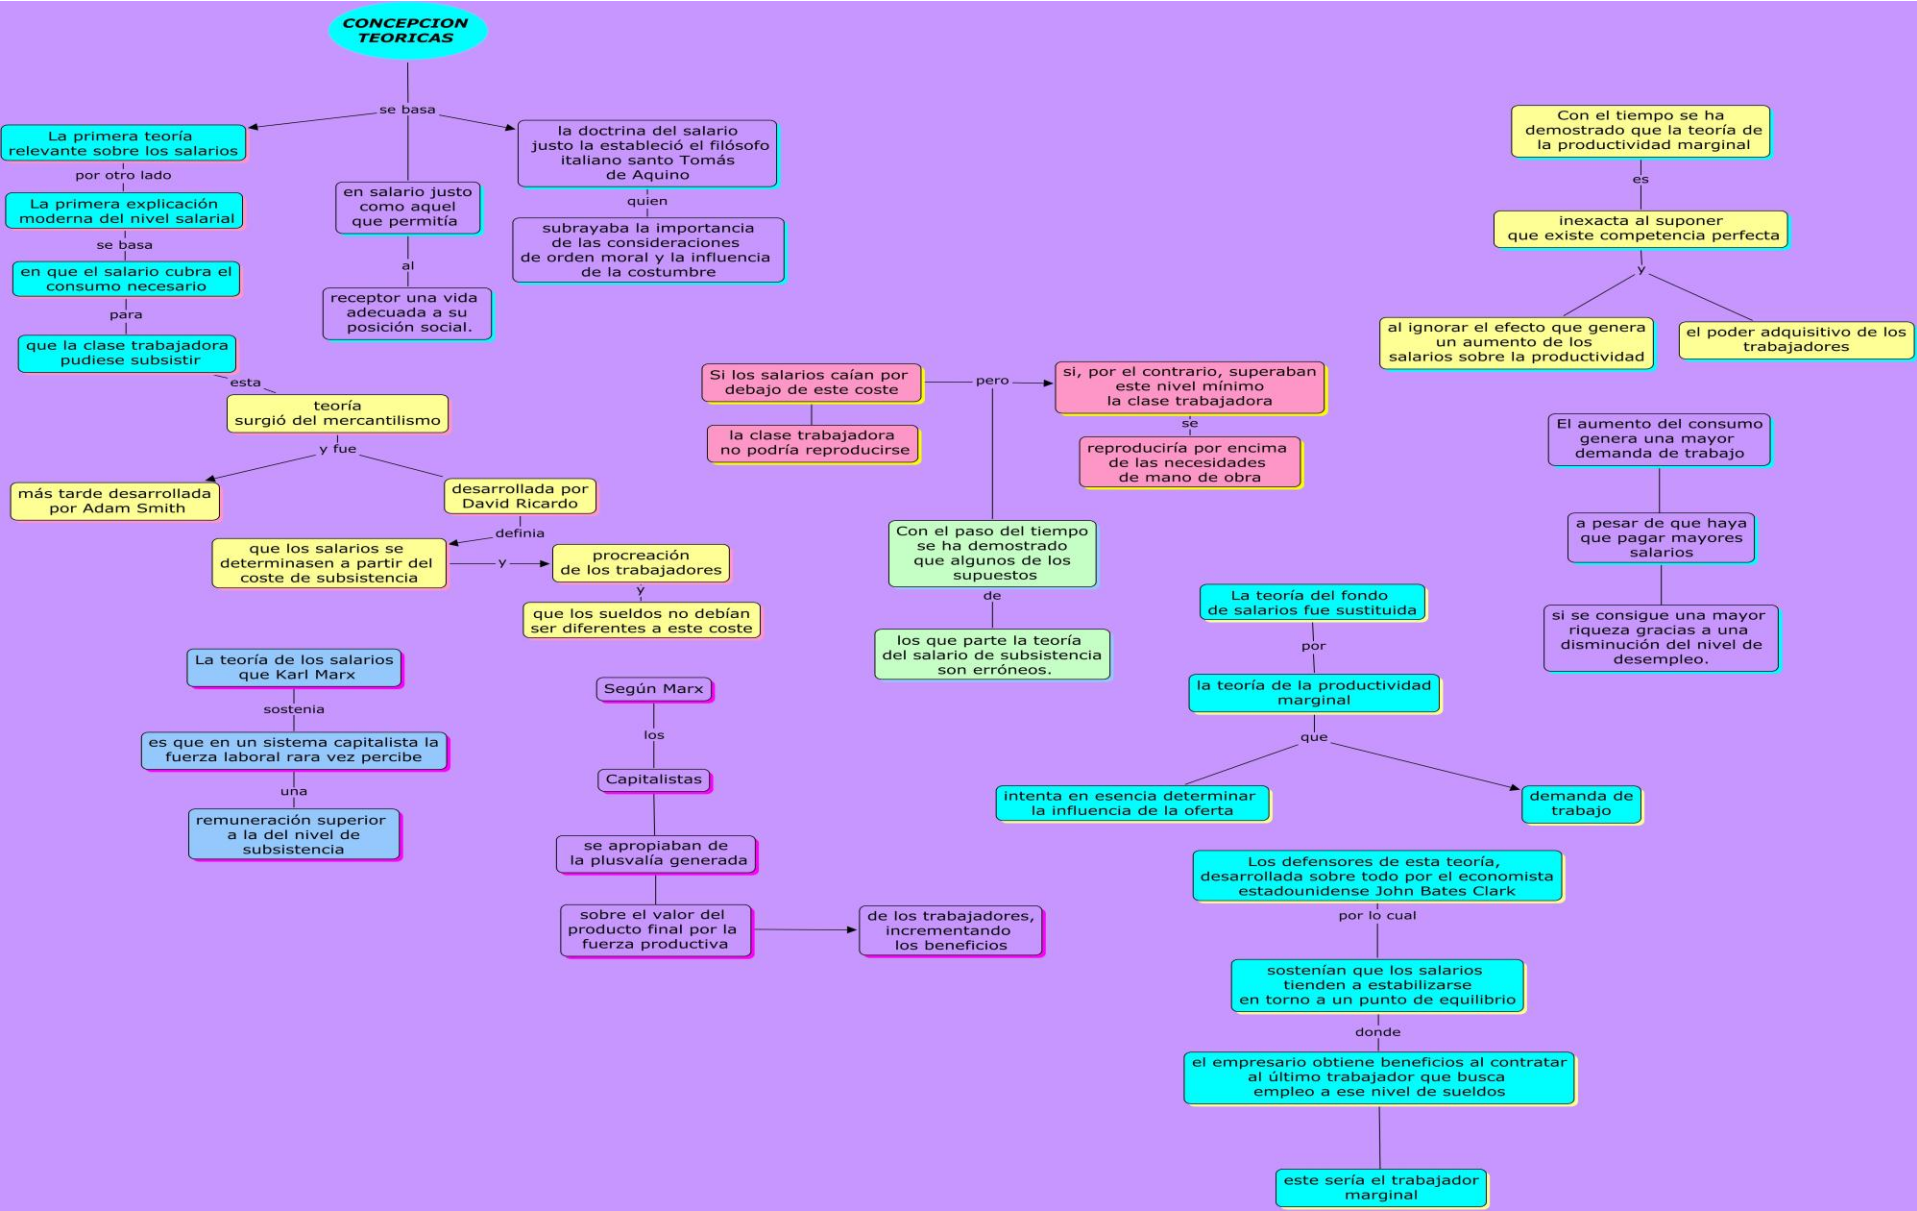 CONCEPCION
TEORICAS
se basa
La primera teoría
relevante sobre los salarios
por otro lado
La primera explicación
moderna del nivel salarial
se basa
en que el salario cubra el
consumo necesario
para
que la clase trabajadora
pudiese subsistir
esta
teoría
surgió del mercantilismo
y fue
más tarde desarrollada
por Adam Smith
desarrollada por
David Ricardo
definia
que los salarios se
determinasen a partir del
coste de subsistencia
y
procreación
de los trabajadores
y
que los sueldos no debían
ser diferentes a este coste
en salario justo
como aquel
que permitía
al
receptor una vida
adecuada a su
posición social.
la doctrina del salario
justo la estableció el filósofo
italiano santo Tomás
de Aquino
quien
subrayaba la importancia
de las consideraciones
de orden moral y la influencia
de la costumbre
La teoría de los salarios
que Karl Marx
sostenia
es que en un sistema capitalista la
fuerza laboral rara vez percibe
una
remuneración superior
a la del nivel de
subsistencia
Según Marx
los
Capitalistas
se apropiaban de
la plusvalía generada
sobre el valor del
producto final por la
fuerza productiva
de los trabajadores,
incrementando
los beneficios
Si los salarios caían por
debajo de este coste
la clase trabajadora
no podría reproducirse
pero
si, por el contrario, superaban
este nivel mínimo
la clase trabajadora
se
reproduciría por encima
de las necesidades
de mano de obra
Con el paso del tiempo
se ha demostrado
que algunos de los
supuestos
de
los que parte la teoría
del salario de subsistencia
son erróneos.
La teoría del fondo
de salarios fue sustituida
por
la teoría de la productividad
marginal
que
intenta en esencia determinar
la influencia de la oferta
demanda de
trabajo
Los defensores de esta teoría,
desarrollada sobre todo por el economista
estadounidense John Bates Clark
por lo cual
sostenían que los salarios
tienden a estabilizarse
en torno a un punto de equilibrio
donde
el empresario obtiene beneficios al contratar
al último trabajador que busca
empleo a ese nivel de sueldos
este sería el trabajador
marginal
Con el tiempo se ha
demostrado que la teoría de
la productividad marginal
es
inexacta al suponer
que existe competencia perfecta
y
al ignorar el efecto que genera
un aumento de los
salarios sobre la productividad
el poder adquisitivo de los
trabajadores
El aumento del consumo
genera una mayor
demanda de trabajo
a pesar de que haya
que pagar mayores
salarios
si se consigue una mayor
riqueza gracias a una
disminución del nivel de
desempleo.